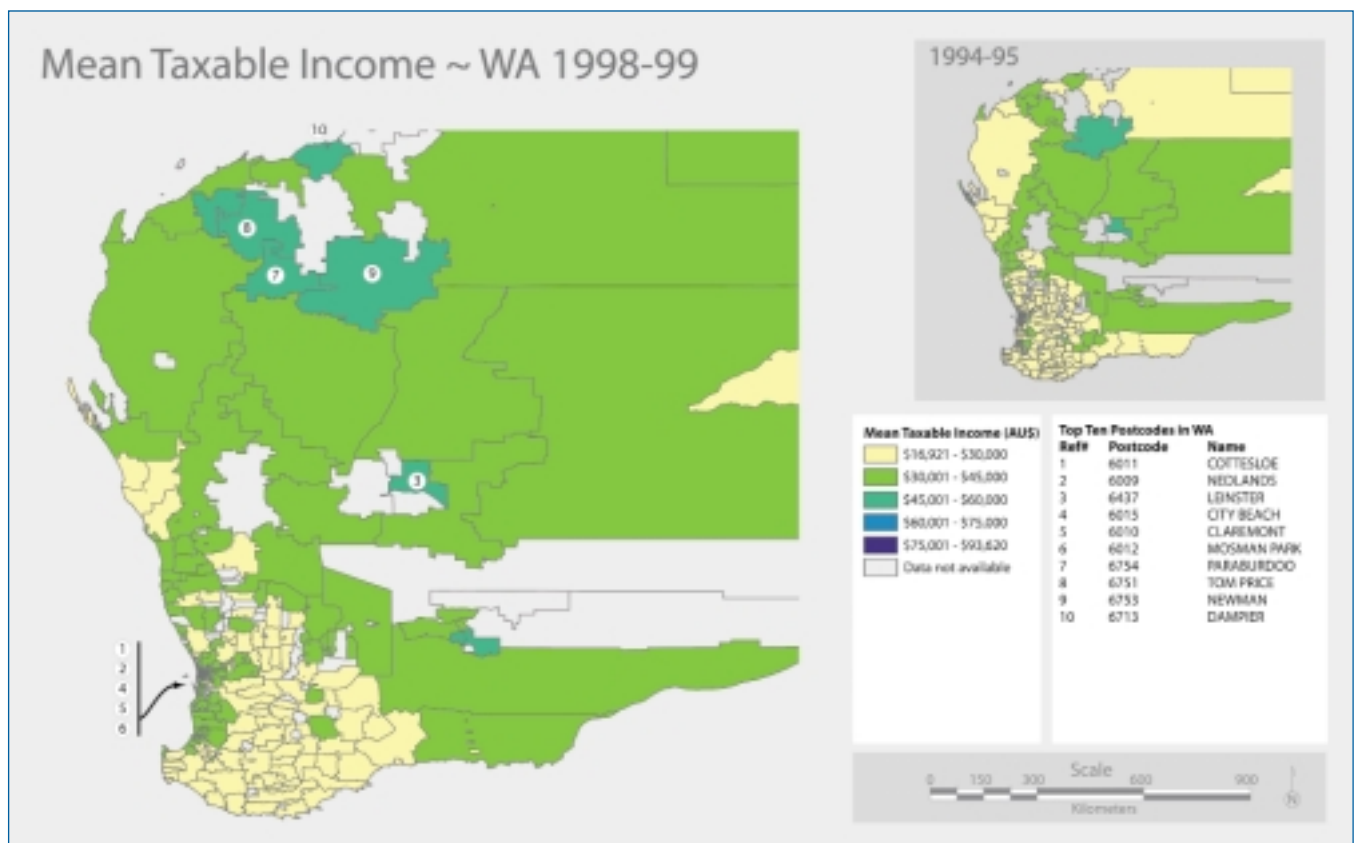 Mean Taxable Income ~ WA 1998-99
1994-95
10
8
7
9
3
1
2
4
5
6
Mean Taxable Income (AU$)
$16,921 - $30,000
$30,001 - $45,000
$45,001 - $60,000
$60,001 - $75,000
$75,001 - $93,620
Data not available
Top Ten Postcodes in WA
Ref# Postcode Name
1 6011 COTTESLOE
2 6009 NEDLANDS
3 6437 LEINSTER
4 6015 CITY BEACH
5 6010 CLAREMONT
6 6012 MOSMAN PARK
7 6754 PARABURDOO
8 6751 TOM PRICE
9 6753 NEWMAN
10 6713 DAMPIER
Scale
0 150 300 600 900
Kilometers
N